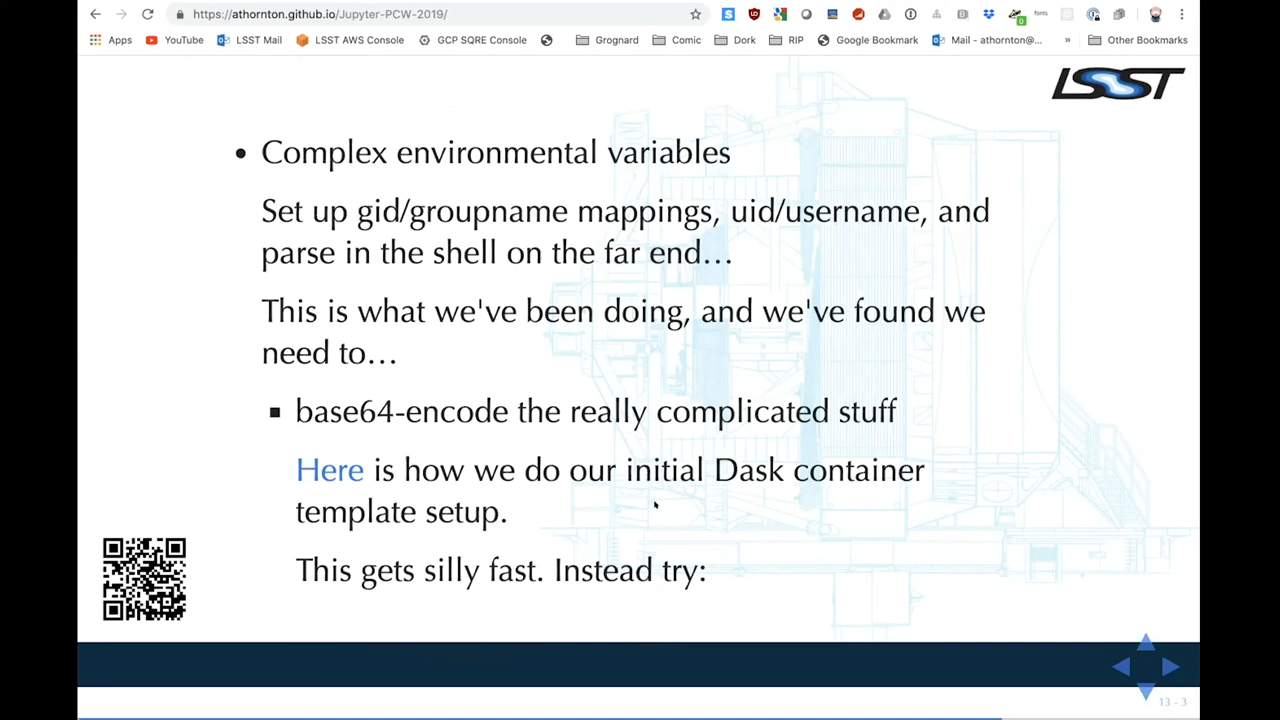 https://athornton.github.io/Jupyter-PCW-2019/
Apps YouTube LSST Mail LSST AWS Console GCP SQRE Console Grognard Comic Dork RIP Google Bookmark Mail - athornton@... » Other Bookmarks
LSST
• Complex environmental variables
Set up gid/groupname mappings, uid/username, and
parse in the shell on the far end…
This is what we've been doing, and we've found we
need to…
▪ base64-encode the really complicated stuff
Here is how we do our initial Dask container
template setup.
This gets silly fast. Instead try:
13 - 3